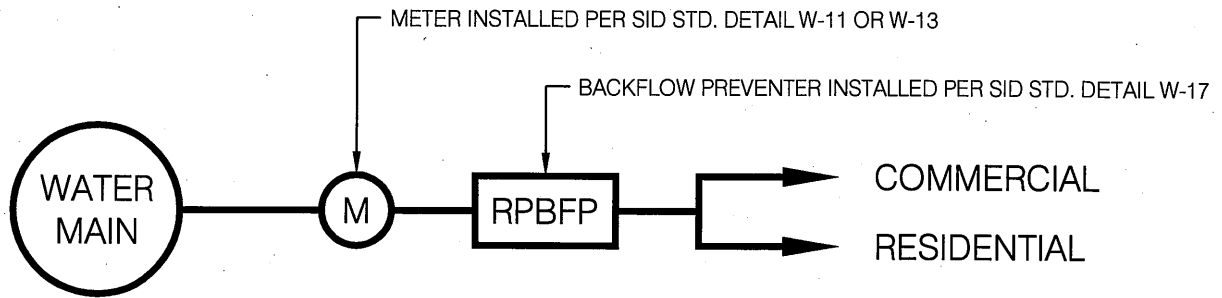 METER INSTALLED PER SID STD. DETAIL W-11 OR W-13
BACKFLOW PREVENTER INSTALLED PER SID STD. DETAIL W-17
WATER
MAIN
M
RPBFP
COMMERCIAL
RESIDENTIAL